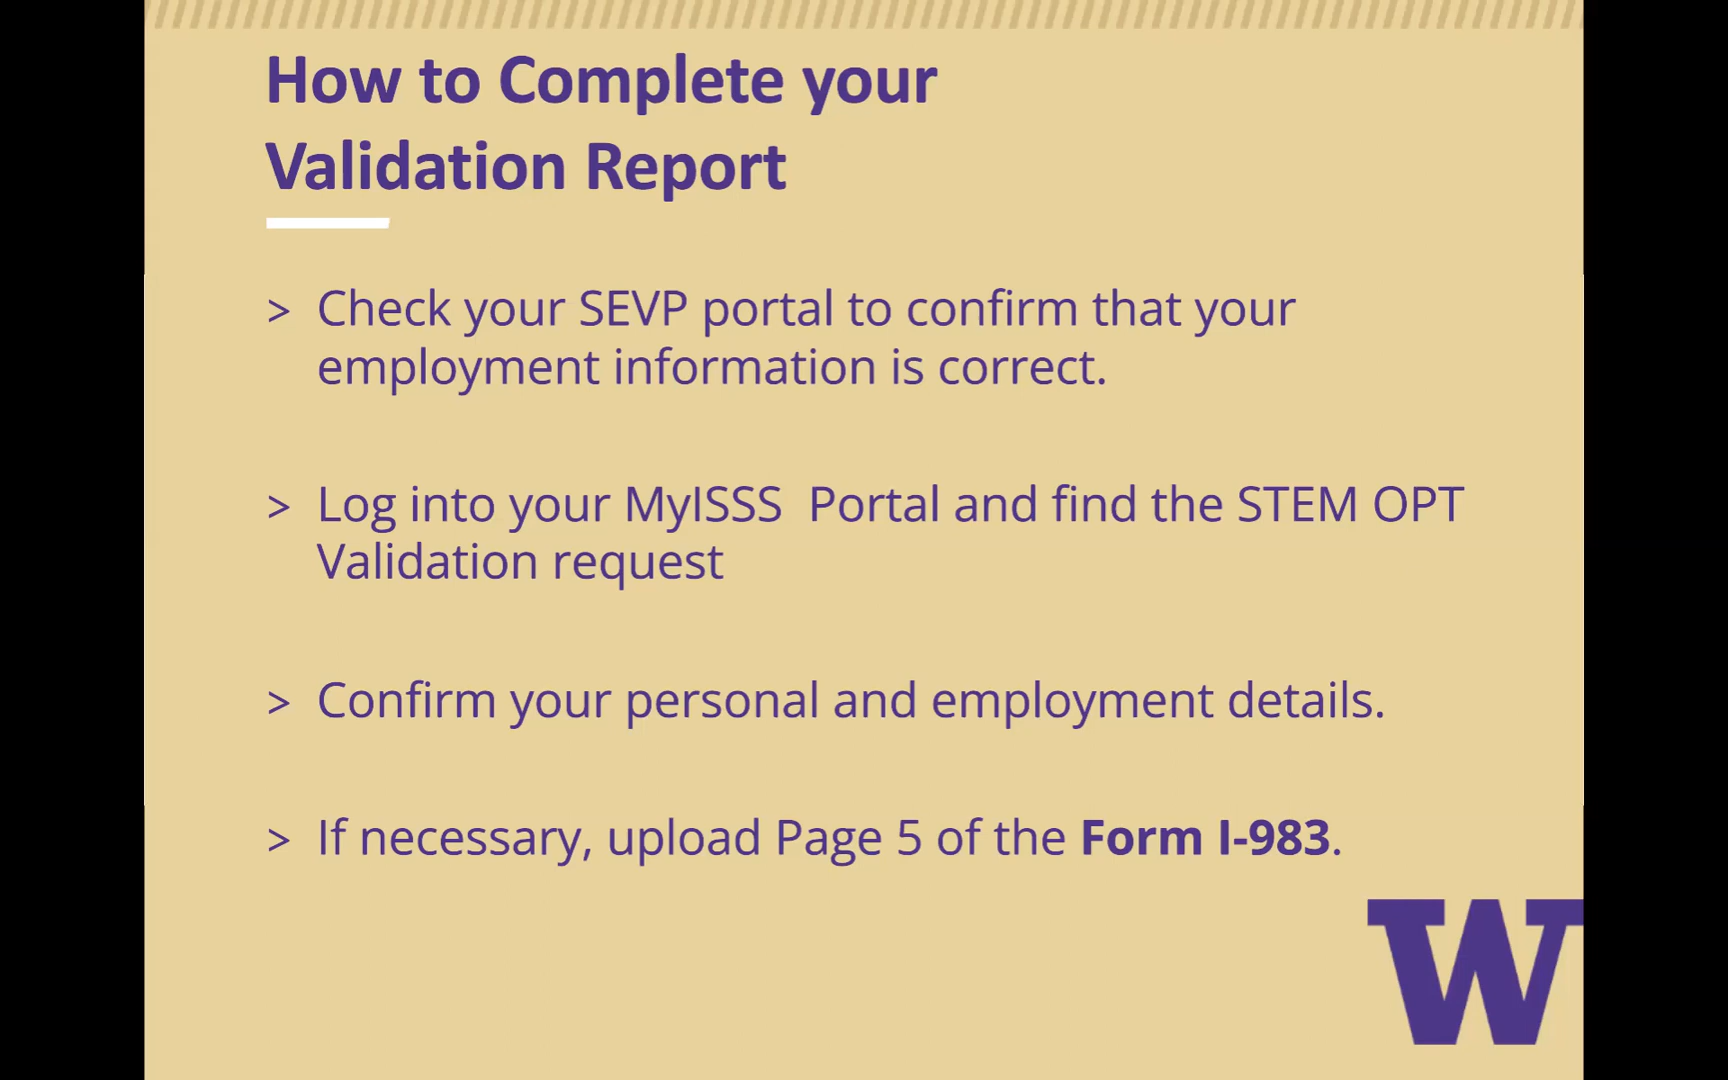 How to Complete your
Validation Report
> Check your SEVP portal to confirm that your
employment information is correct.
> Log into your MyISSS  Portal and find the STEM OPT
Validation request
> Confirm your personal and employment details.
> If necessary, upload Page 5 of the Form I-983.
W